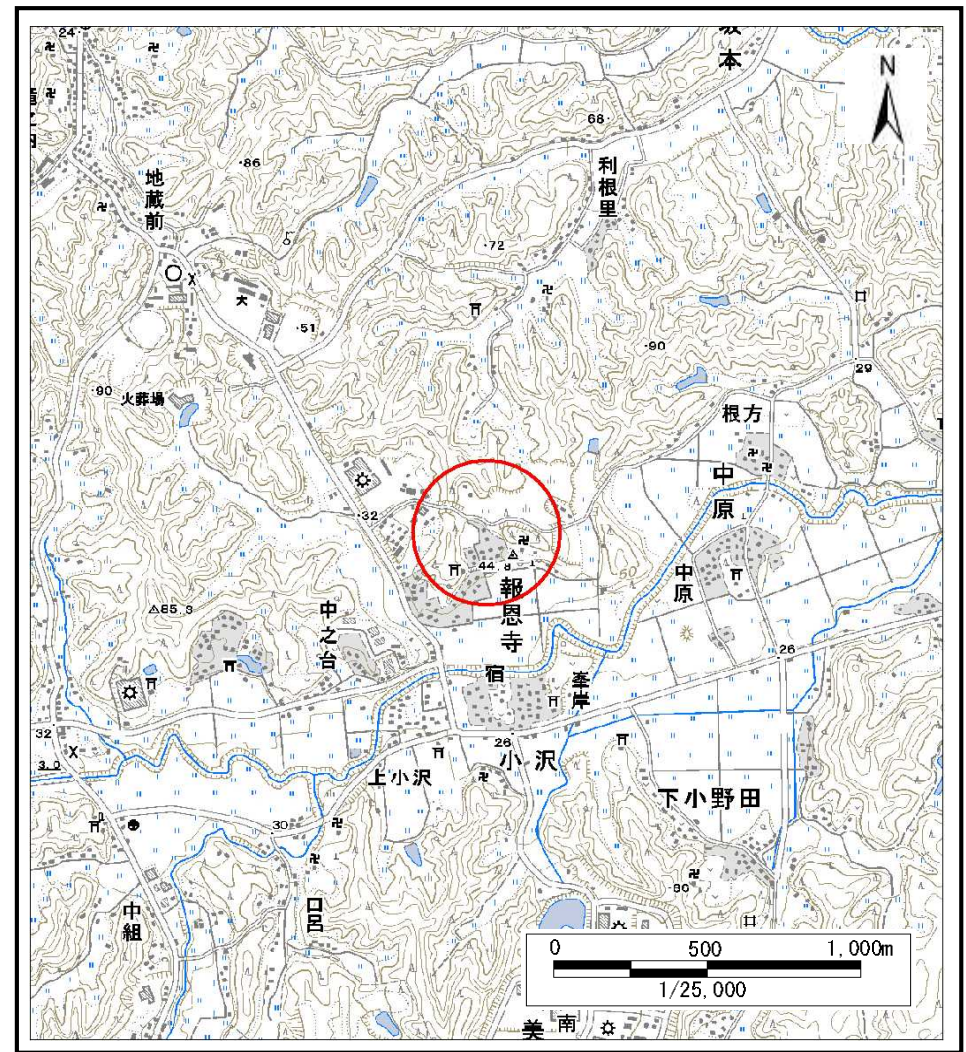 24
坂本
N
68
86
利根里
地蔵前
72
51
90
90
29
火葬場
根方
中原
32
44.8
60
報恩寺
中原
85.3
中之台
宿
峯岸
26
32
26
小沢
3.0
上小沢
下小野田
30
80
口呂
中組
0 500 1,000m
1/25,000
美
南